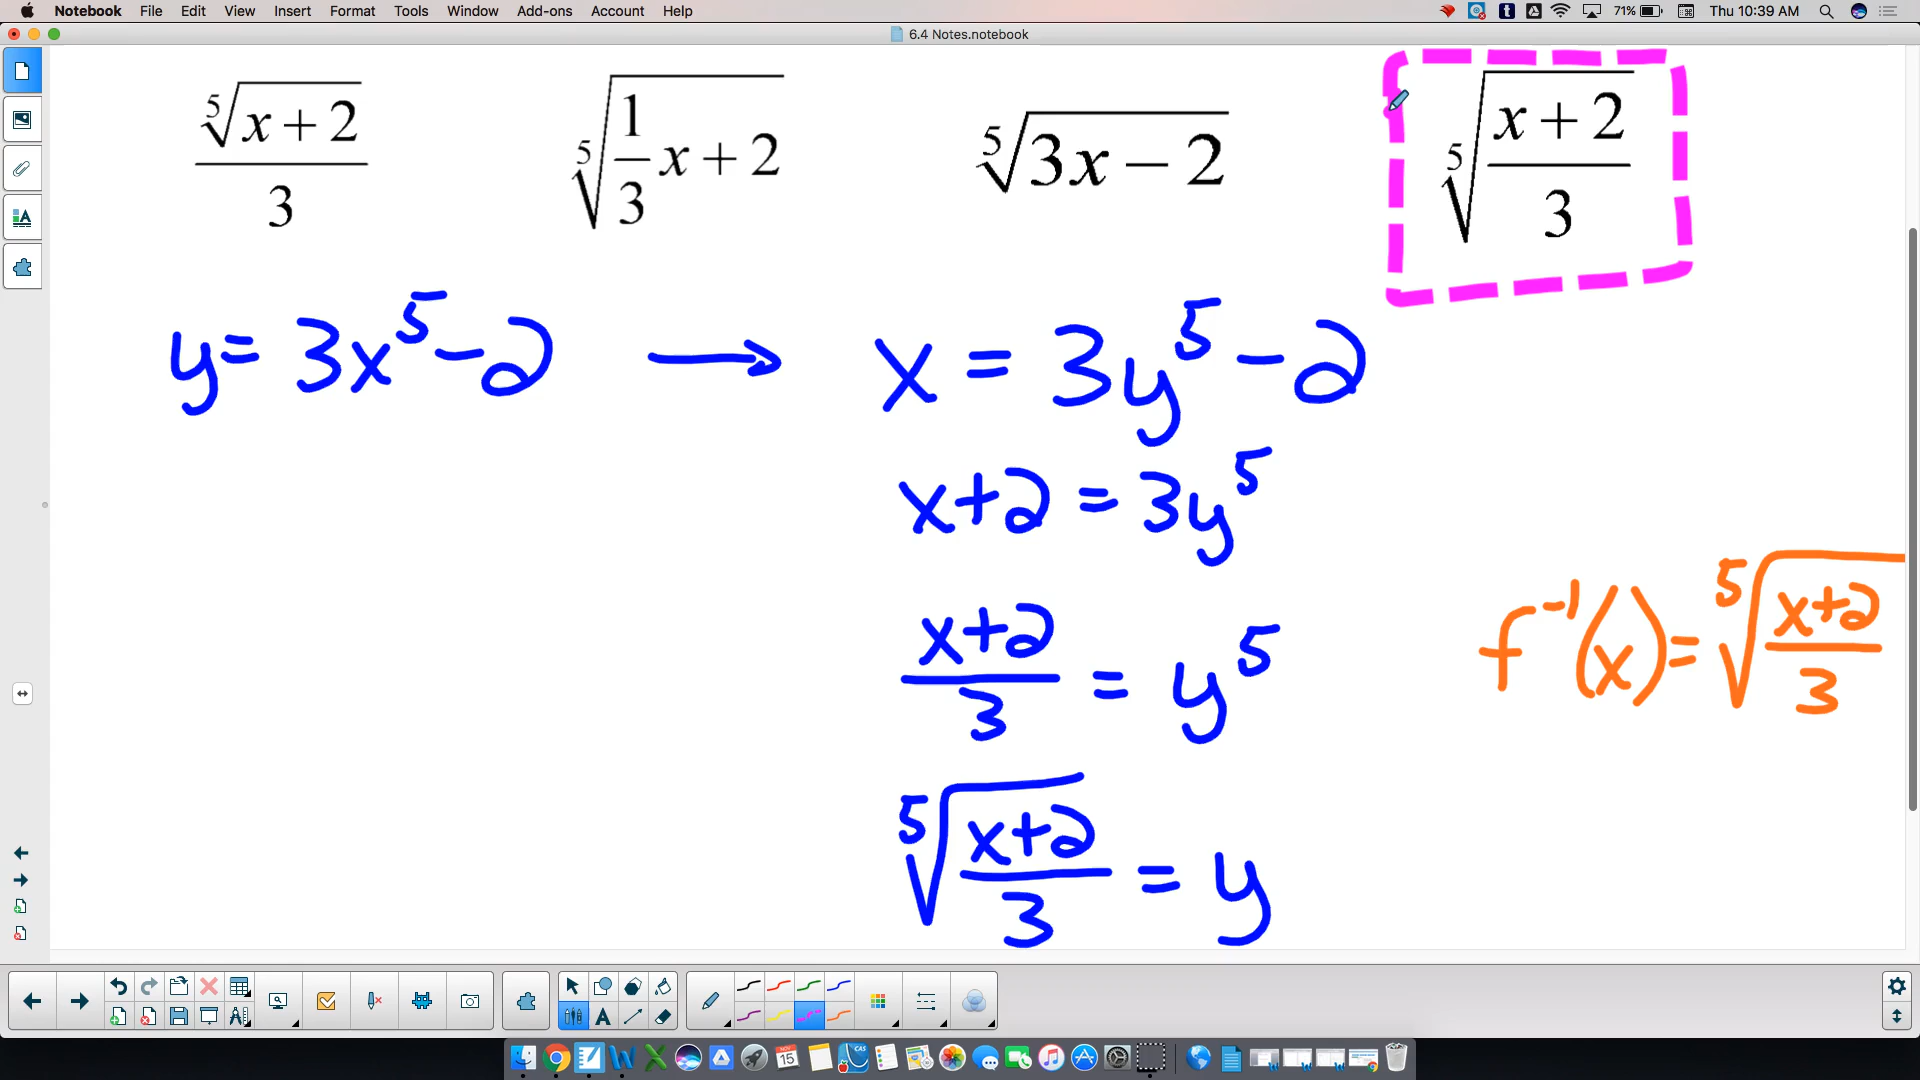 Notebook File Edit View Insert Format Tools Window Add-ons Account Help 71% Thu 10:39 AM
6.4 Notes.notebook
⁵√(x + 2) / 3
⁵√(1/3 x + 2)
⁵√(3x − 2)
⁵√((x + 2)/3)
y = 3x⁵ − 2 → x = 3y⁵ − 2
x+2 = 3y⁵
(x+2)/3 = y⁵
f⁻¹(x) = ⁵√((x+2)/3)
⁵√((x+2)/3) = y
NOV
15